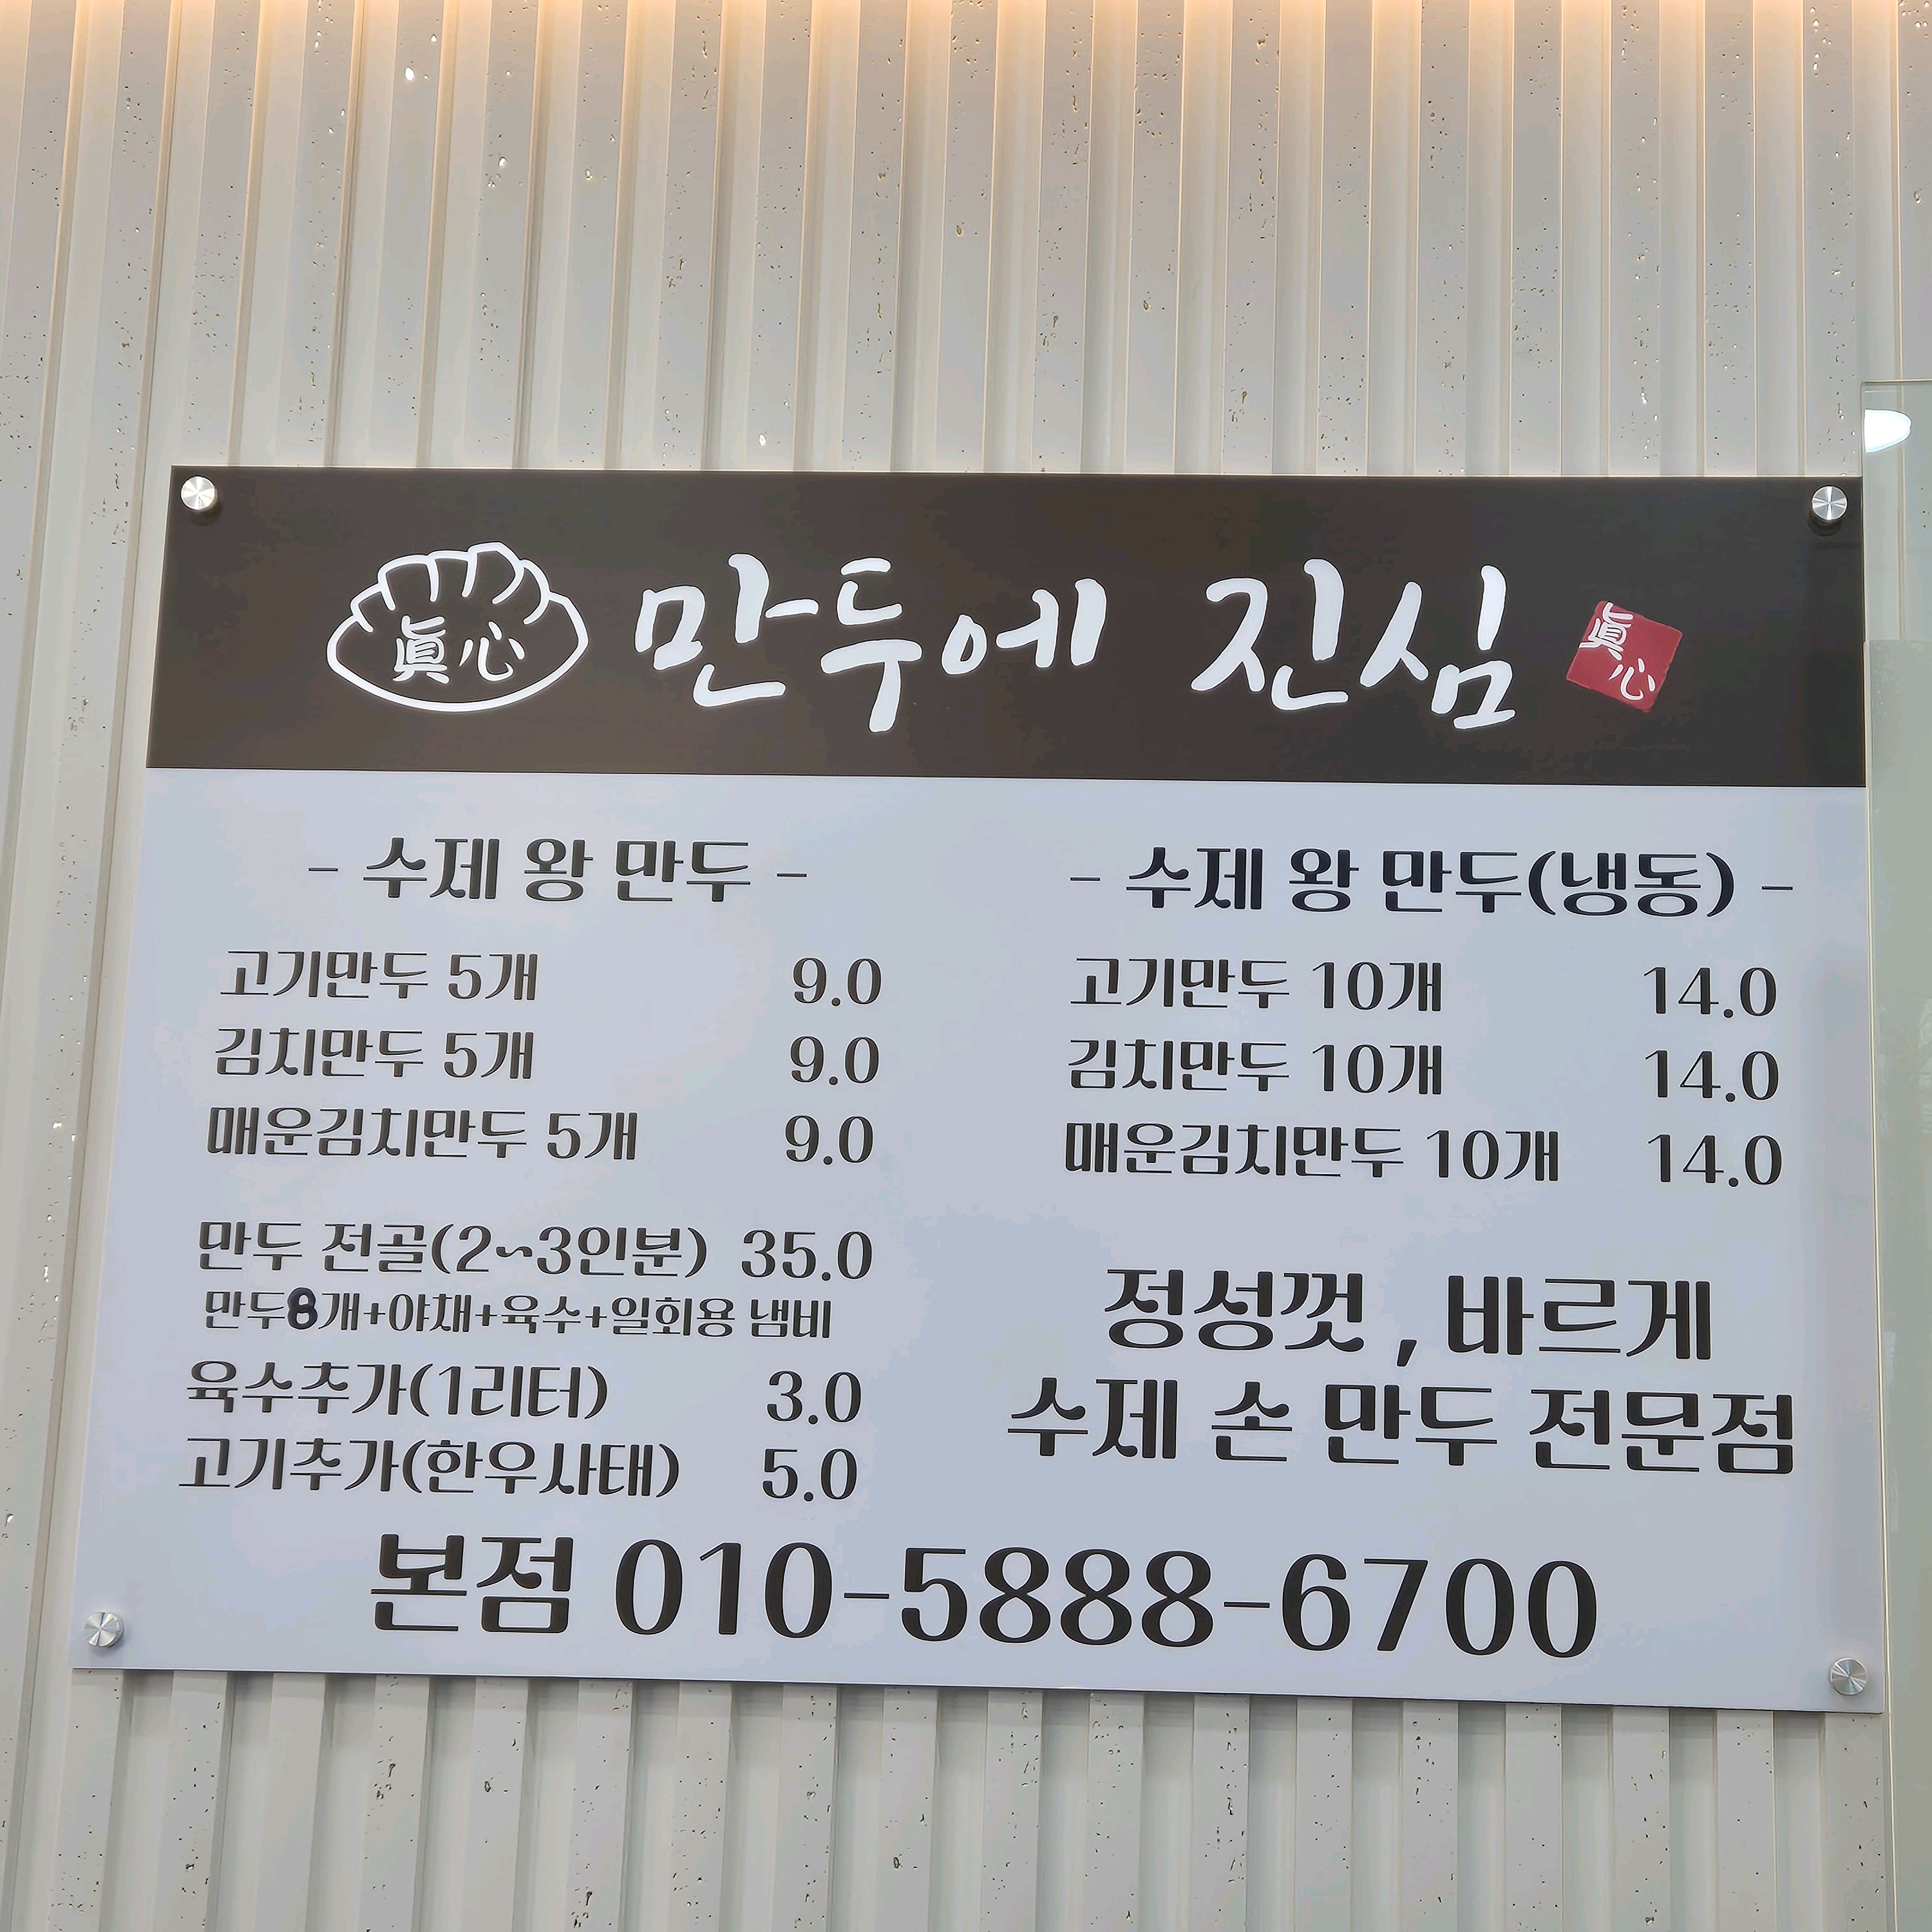 眞心 만두에 진심 眞心
- 수제 왕 만두 -
고기만두 5개 9.0
김치만두 5개 9.0
매운김치만두 5개 9.0
만두 전골(2~3인분) 35.0
만두8개+야채+육수+일회용 냄비
육수추가(1리터) 3.0
고기추가(한우사태) 5.0
- 수제 왕 만두(냉동) -
고기만두 10개 14.0
김치만두 10개 14.0
매운김치만두 10개 14.0
정성껏 , 바르게
수제 손 만두 전문점
본점 010-5888-6700